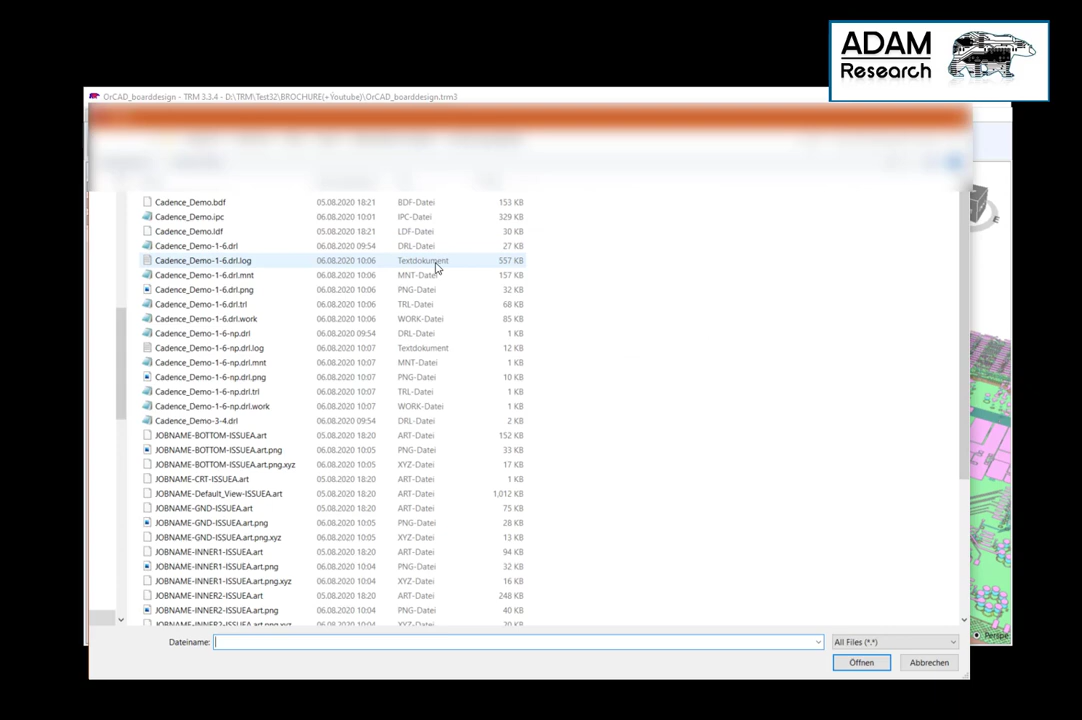 ADAM
Research
OrCAD_boarddesign - TRM 3.3.4 - D:\TRM\Test32\BROCHURE(+Youtube)\OrCAD_boarddesign.trm3
Cadence_Demo.bdf 05.08.2020 18:21 BDF-Datei 153 KB
Cadence_Demo.ipc 06.08.2020 10:01 IPC-Datei 329 KB
Cadence_Demo.ldf 05.08.2020 18:21 LDF-Datei 30 KB
Cadence_Demo-1-6.drl 06.08.2020 09:54 DRL-Datei 27 KB
Cadence_Demo-1-6.drl.log 06.08.2020 10:06 Textdokument 557 KB
Cadence_Demo-1-6.drl.mnt 06.08.2020 10:06 MNT-Datei 157 KB
Cadence_Demo-1-6.drl.png 06.08.2020 10:06 PNG-Datei 32 KB
Cadence_Demo-1-6.drl.trl 06.08.2020 10:06 TRL-Datei 68 KB
Cadence_Demo-1-6.drl.work 06.08.2020 10:06 WORK-Datei 85 KB
Cadence_Demo-1-6-np.drl 06.08.2020 09:54 DRL-Datei 1 KB
Cadence_Demo-1-6-np.drl.log 06.08.2020 10:07 Textdokument 12 KB
Cadence_Demo-1-6-np.drl.mnt 06.08.2020 10:07 MNT-Datei 1 KB
Cadence_Demo-1-6-np.drl.png 06.08.2020 10:07 PNG-Datei 10 KB
Cadence_Demo-1-6-np.drl.trl 06.08.2020 10:07 TRL-Datei 1 KB
Cadence_Demo-1-6-np.drl.work 06.08.2020 10:07 WORK-Datei 1 KB
Cadence_Demo-3-4.drl 06.08.2020 09:54 DRL-Datei 2 KB
JOBNAME-BOTTOM-ISSUEA.art 05.08.2020 18:20 ART-Datei 152 KB
JOBNAME-BOTTOM-ISSUEA.art.png 06.08.2020 10:05 PNG-Datei 33 KB
JOBNAME-BOTTOM-ISSUEA.art.png.xyz 06.08.2020 10:05 XYZ-Datei 17 KB
JOBNAME-CRT-ISSUEA.art 05.08.2020 18:20 ART-Datei 1 KB
JOBNAME-Default_View-ISSUEA.art 05.08.2020 18:20 ART-Datei 1,012 KB
JOBNAME-GND-ISSUEA.art 05.08.2020 18:20 ART-Datei 75 KB
JOBNAME-GND-ISSUEA.art.png 06.08.2020 10:05 PNG-Datei 28 KB
JOBNAME-GND-ISSUEA.art.png.xyz 06.08.2020 10:05 XYZ-Datei 13 KB
JOBNAME-INNER1-ISSUEA.art 05.08.2020 18:20 ART-Datei 94 KB
JOBNAME-INNER1-ISSUEA.art.png 06.08.2020 10:04 PNG-Datei 32 KB
JOBNAME-INNER1-ISSUEA.art.png.xyz 06.08.2020 10:04 XYZ-Datei 16 KB
JOBNAME-INNER2-ISSUEA.art 05.08.2020 18:20 ART-Datei 248 KB
JOBNAME-INNER2-ISSUEA.art.png 06.08.2020 10:04 PNG-Datei 40 KB
JOBNAME-INNER2-ISSUEA.art.png.xyz 06.08.2020 10:04 XYZ-Datei 20 KB
Perspe
Dateiname: All Files (*.*)
Öffnen Abbrechen